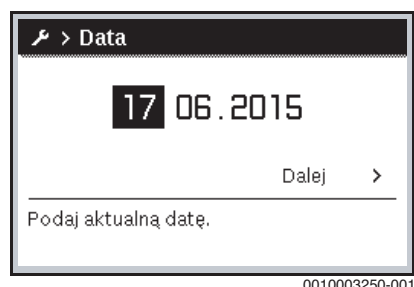 > Data
17 06.2015
Dalej >
Podaj aktualną datę.
0010003250-001